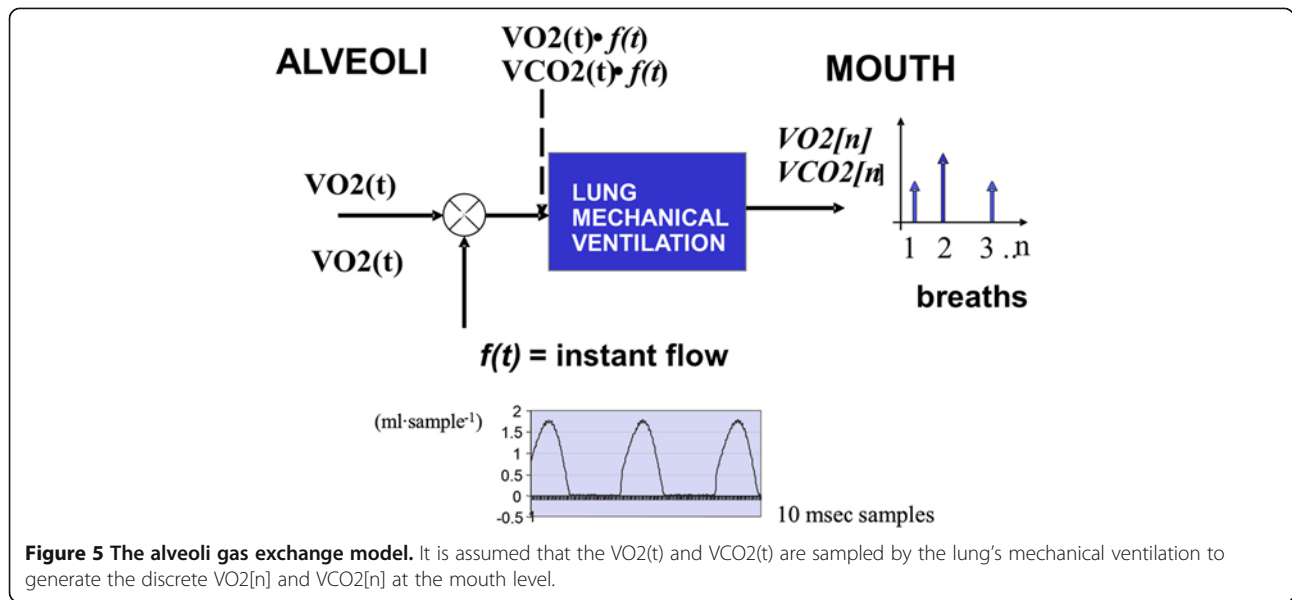 VO2(t)• f(t)
VCO2(t)• f(t)
ALVEOLI
MOUTH
VO2[n]
VCO2[n]
VO2(t)
VO2(t)
LUNG
MECHANICAL
VENTILATION
1 2 3 ..n
breaths
f(t) = instant flow
(ml·sample-1)
2
1.5
1
0.5
0
-0.5
1
10 msec samples
Figure 5 The alveoli gas exchange model. It is assumed that the VO2(t) and VCO2(t) are sampled by the lung’s mechanical ventilation to
generate the discrete VO2[n] and VCO2[n] at the mouth level.